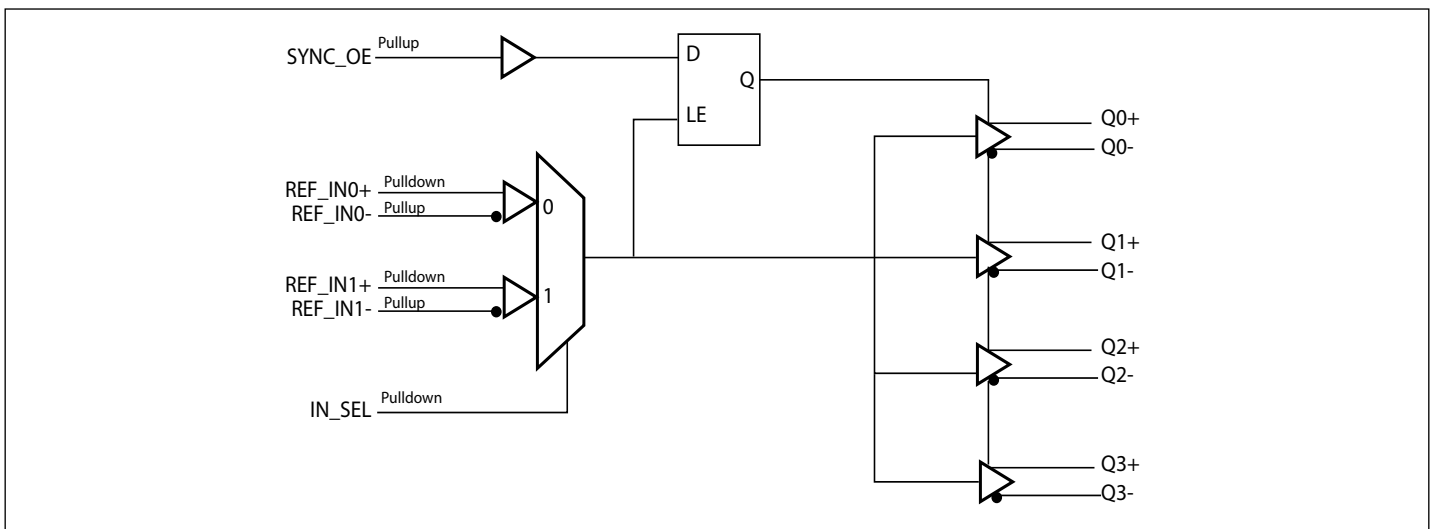 SYNC_OE Pullup
D
Q
LE
Q0+
Q0-
REF_IN0+ Pulldown
REF_IN0- Pullup
0
Q1+
Q1-
REF_IN1+ Pulldown
REF_IN1- Pullup
1
Q2+
Q2-
IN_SEL Pulldown
Q3+
Q3-